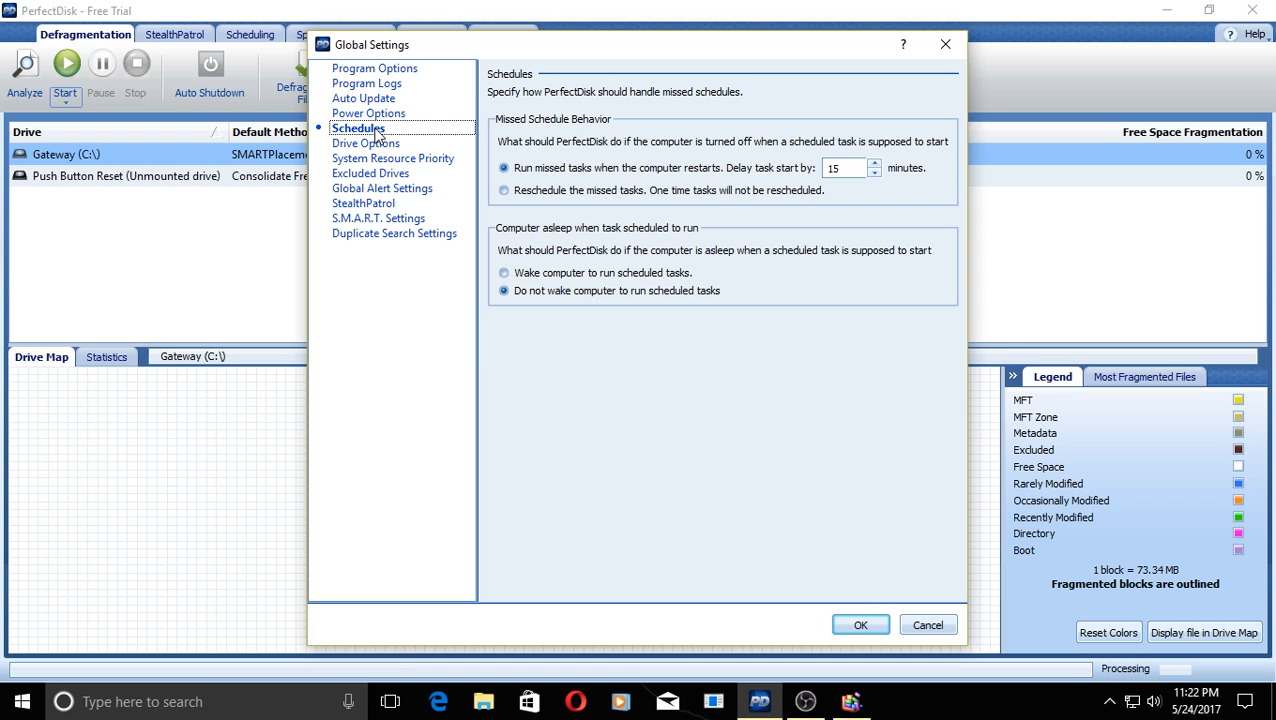 PerfectDisk - Free Trial
Defragmentation StealthPatrol Scheduling Sp
Help
Analyze Start Pause Stop Auto Shutdown Defrag
Fil
Drive Default Metho Free Space Fragmentation
Gateway (C:\) SMARTPlacem 0 %
Push Button Reset (Unmounted drive) Consolidate Fre 0 %
Global Settings
?
Program Options
Program Logs
Auto Update
Power Options
Schedules
Drive Options
System Resource Priority
Excluded Drives
Global Alert Settings
StealthPatrol
S.M.A.R.T. Settings
Duplicate Search Settings
Schedules
Specify how PerfectDisk should handle missed schedules.
Missed Schedule Behavior
What should PerfectDisk do if the computer is turned off when a scheduled task is supposed to start
Run missed tasks when the computer restarts. Delay task start by: 15 minutes.
Reschedule the missed tasks. One time tasks will not be rescheduled.
Computer asleep when task scheduled to run
What should PerfectDisk do if the computer is asleep when a scheduled task is supposed to start
Wake computer to run scheduled tasks.
Do not wake computer to run scheduled tasks
OK Cancel
Drive Map Statistics Gateway (C:\)
Legend Most Fragmented Files
MFT
MFT Zone
Metadata
Excluded
Free Space
Rarely Modified
Occasionally Modified
Recently Modified
Directory
Boot
1 block = 73.34 MB
Fragmented blocks are outlined
Reset Colors Display file in Drive Map
Processing
Type here to search
11:22 PM
5/24/2017